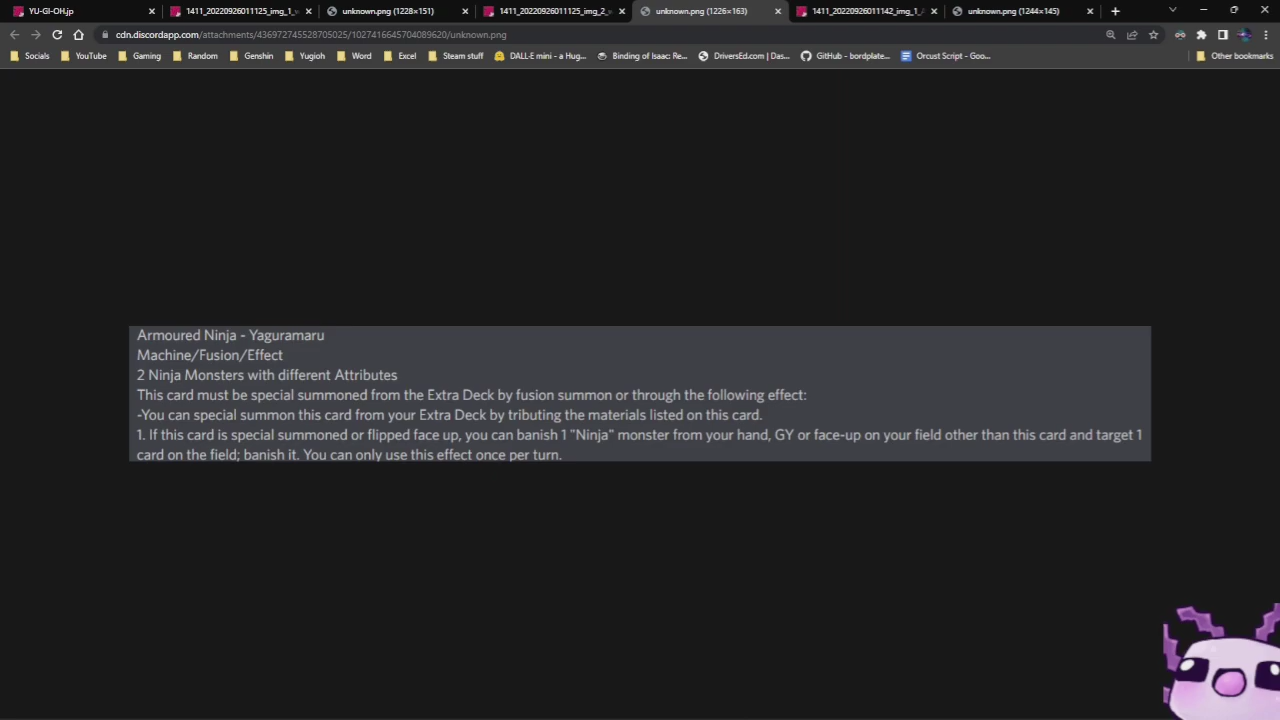 YU-GI-OH.jp
1411_20220926011125_img_1_
unknown.png (1228×151)
1411_20220926011125_img_2_
unknown.png (1226×163)
1411_20220926011142_img_1_
unknown.png (1244×145)
cdn.discordapp.com/attachments/436972745528705025/1027416645704089620/unknown.png
Socials
YouTube
Gaming
Random
Genshin
Yugioh
Word
Excel
Steam stuff
DALL-E mini - a Hug...
Binding of Isaac: Re...
DriversEd.com | Das...
GitHub - bordplate...
Orcust Script - Goo...
Other bookmarks
Armoured Ninja - Yaguramaru
Machine/Fusion/Effect
2 Ninja Monsters with different Attributes
This card must be special summoned from the Extra Deck by fusion summon or through the following effect:
-You can special summon this card from your Extra Deck by tributing the materials listed on this card.
1. If this card is special summoned or flipped face up, you can banish 1 "Ninja" monster from your hand, GY or face-up on your field other than this card and target 1
card on the field; banish it. You can only use this effect once per turn.